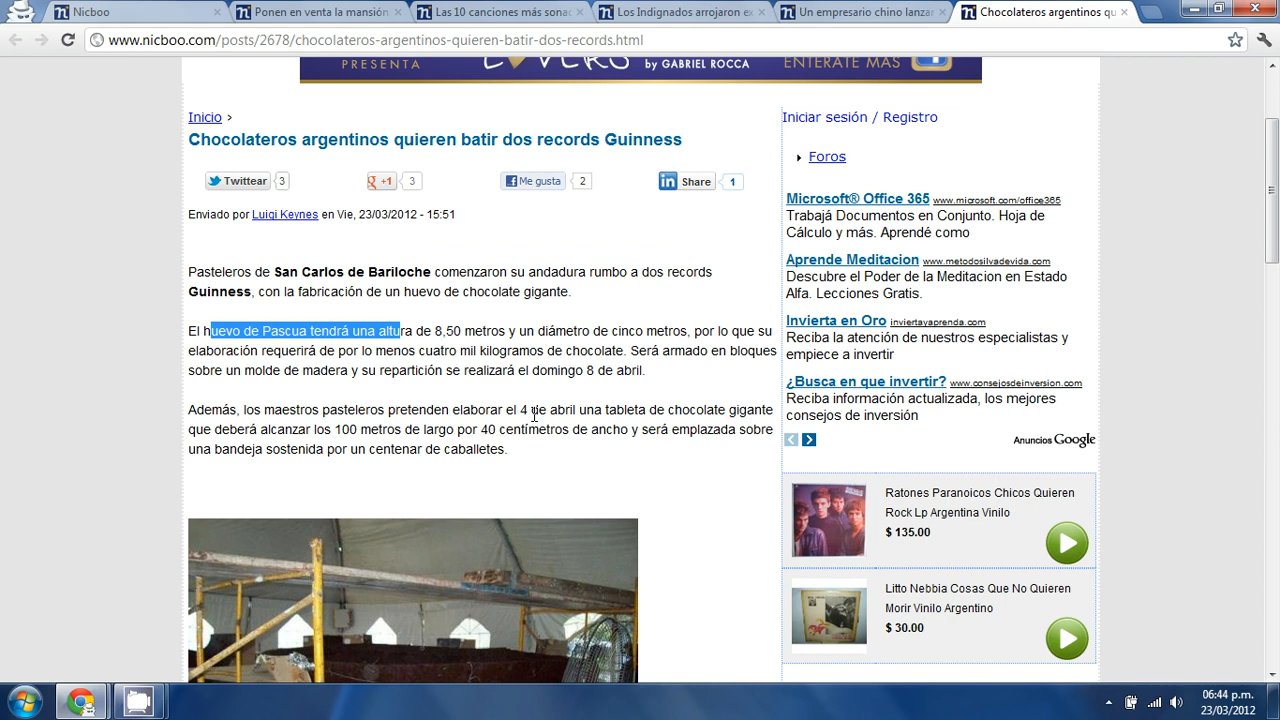 Nicboo
Ponen en venta la mansión
Las 10 canciones más sonad
Los Indignados arrojaron ex
Un empresario chino lanzar
Chocolateros argentinos qu
www.nicboo.com/posts/2678/chocolateros-argentinos-quieren-batir-dos-records.html
PRESENTA
by GABRIEL ROCCA
ENTERATE MÁS
Inicio ›
Chocolateros argentinos quieren batir dos records Guinness
Twittear 3
+1 3
Me gusta 2
in Share 1
Enviado por Luigi Keynes en Vie, 23/03/2012 - 15:51
Pasteleros de San Carlos de Bariloche comenzaron su andadura rumbo a dos records
Guinness, con la fabricación de un huevo de chocolate gigante.
El huevo de Pascua tendrá una altura de 8,50 metros y un diámetro de cinco metros, por lo que su
elaboración requerirá de por lo menos cuatro mil kilogramos de chocolate. Será armado en bloques
sobre un molde de madera y su repartición se realizará el domingo 8 de abril.
Además, los maestros pasteleros pretenden elaborar el 4 de abril una tableta de chocolate gigante
que deberá alcanzar los 100 metros de largo por 40 centímetros de ancho y será emplazada sobre
una bandeja sostenida por un centenar de caballetes.
Iniciar sesión / Registro
Foros
Microsoft® Office 365 www.microsoft.com/office365
Trabajá Documentos en Conjunto. Hoja de
Cálculo y más. Aprendé como
Aprende Meditacion www.metodosilvadevida.com
Descubre el Poder de la Meditacion en Estado
Alfa. Lecciones Gratis.
Invierta en Oro inviertayaprenda.com
Reciba la atención de nuestros especialistas y
empiece a invertir
¿Busca en que invertir? www.consejosdeinversion.com
Reciba información actualizada, los mejores
consejos de inversión
Anuncios Google
Ratones Paranoicos Chicos Quieren
Rock Lp Argentina Vinilo
$ 135.00
Litto Nebbia Cosas Que No Quieren
Morir Vinilo Argentino
$ 30.00
06:44 p.m.
23/03/2012